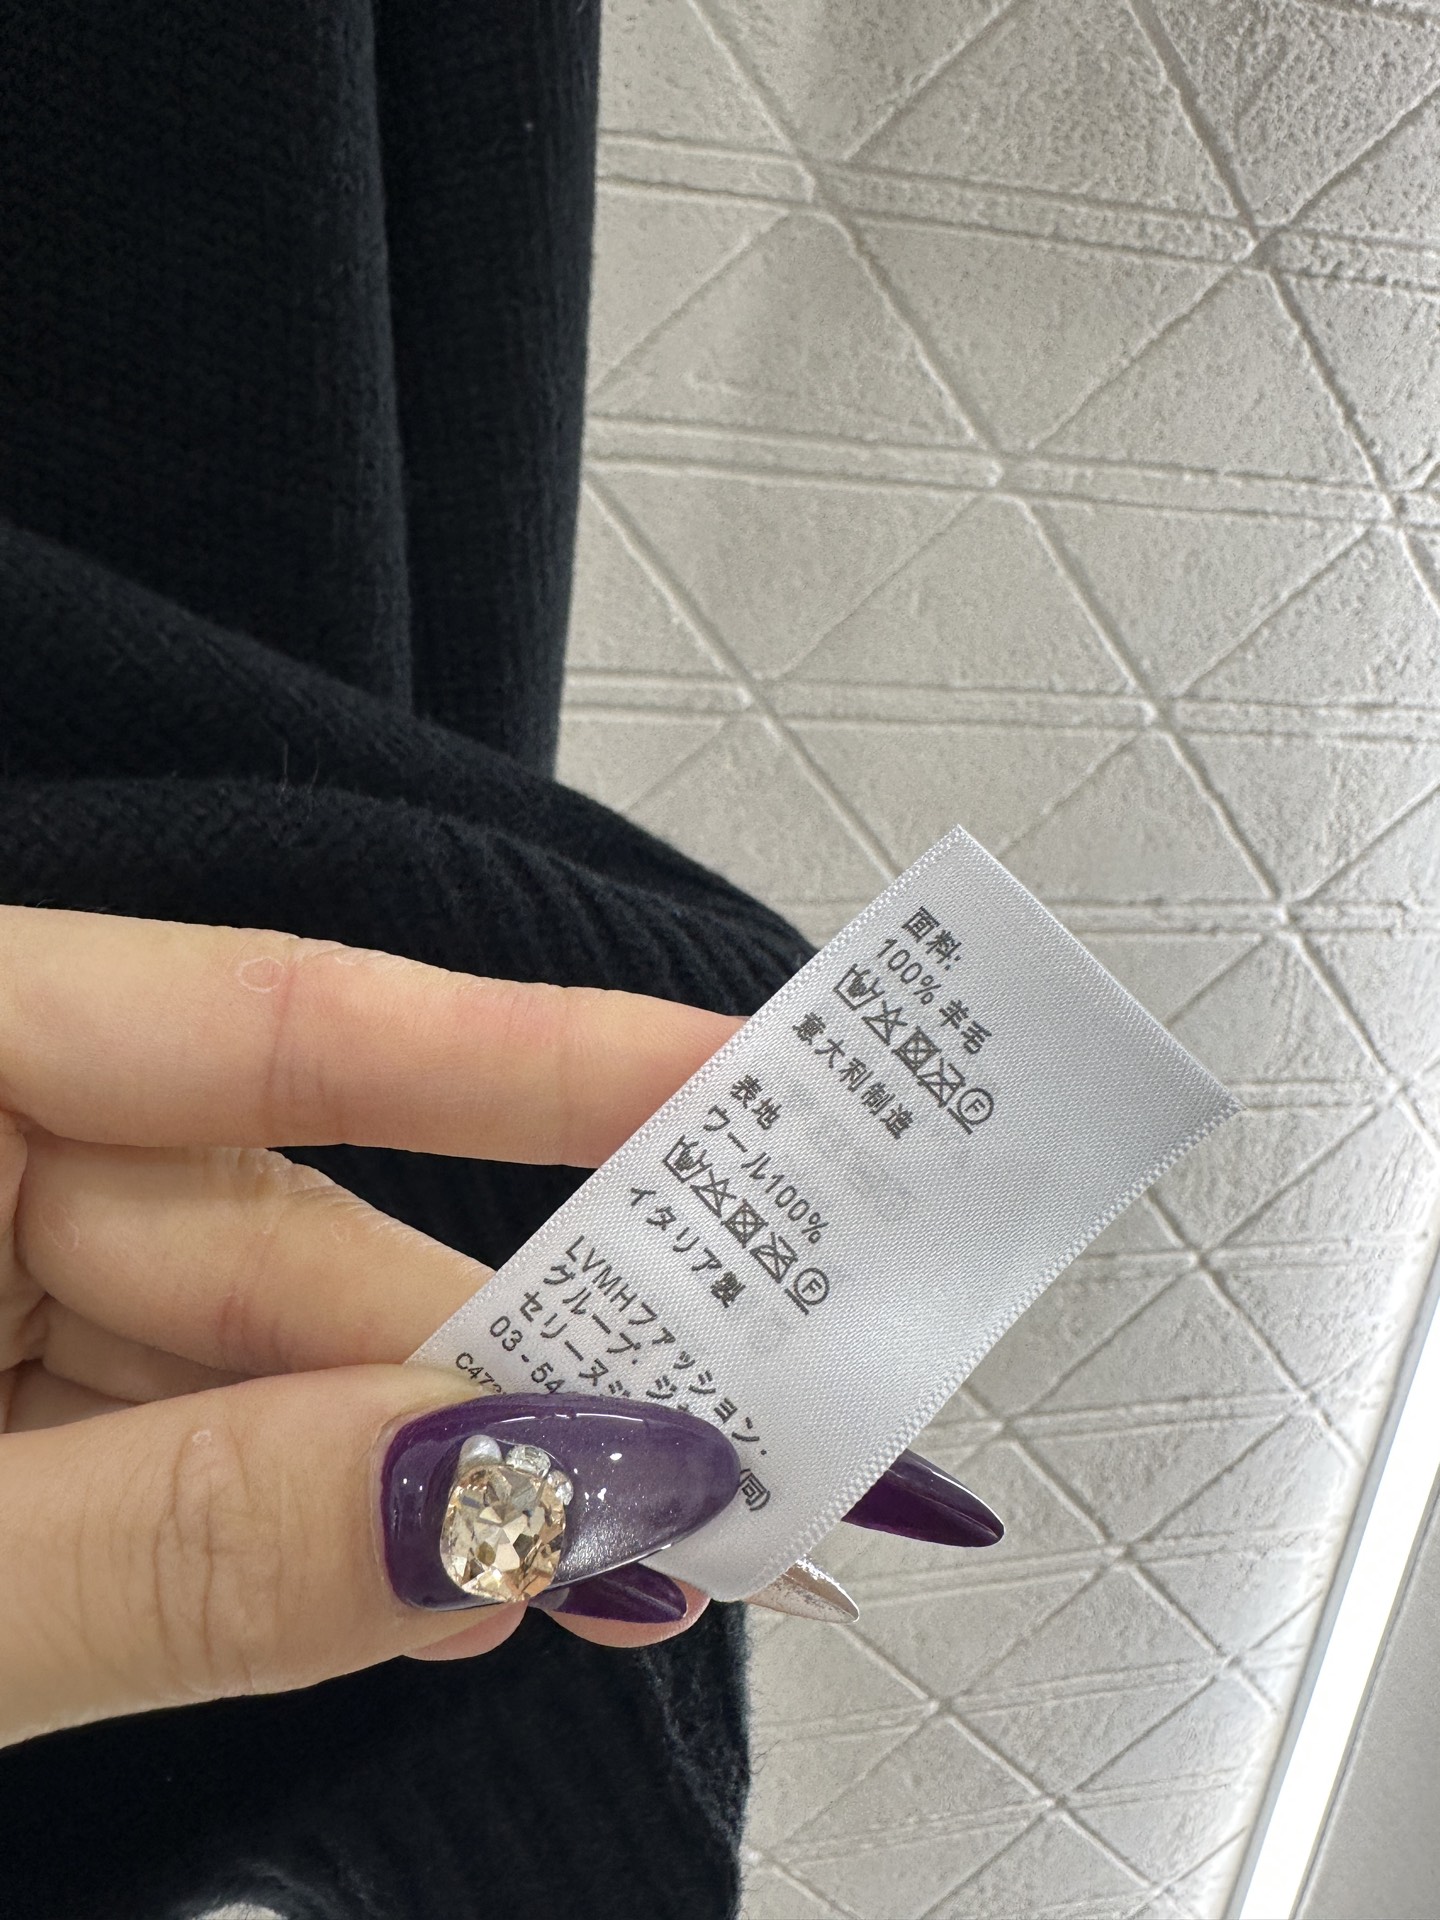 面料:
100% 羊毛
F
意大利制造
表地
ウール100%
F
イタリア製
LVMHファッション・
グループ・ジ
セリーヌジ (同)
03-54
C47